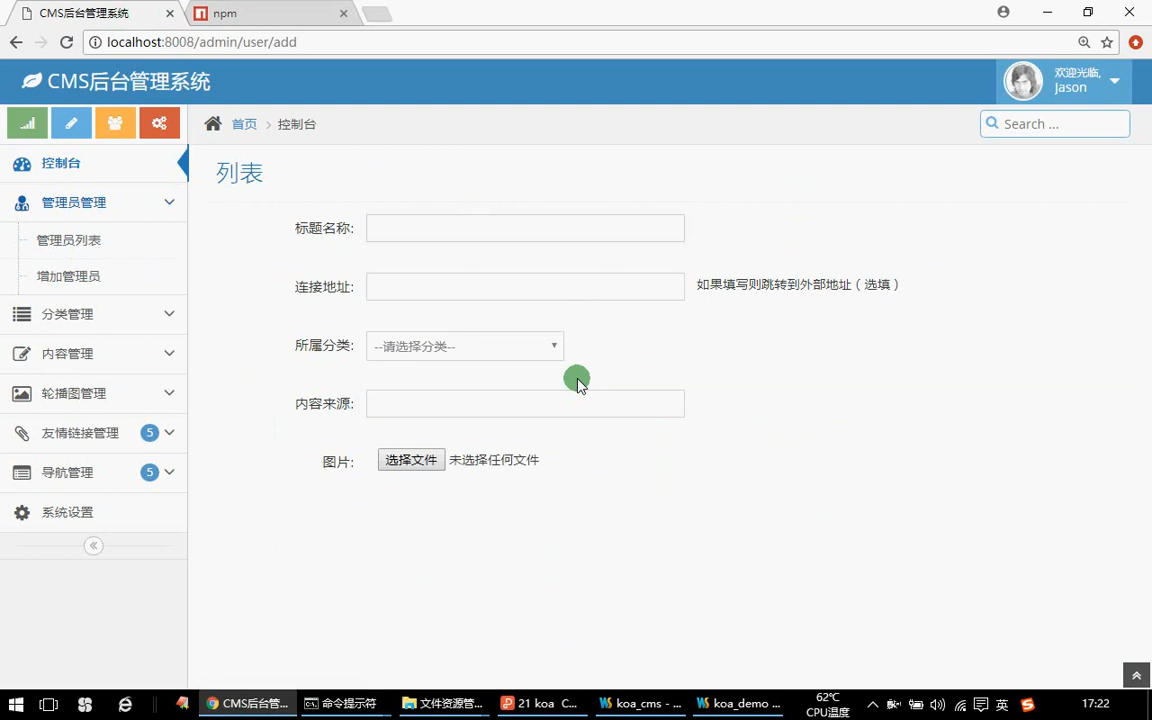 CMS后台管理系统
npm
localhost:8008/admin/user/add
CMS后台管理系统
欢迎光临,
Jason
首页
控制台
Search ...
控制台
管理员管理
管理员列表
增加管理员
分类管理
内容管理
轮播图管理
友情链接管理 5
导航管理 5
系统设置
列表
标题名称:
连接地址:
如果填写则跳转到外部地址（选填）
所属分类:
--请选择分类--
内容来源:
图片:
选择文件 未选择任何文件
CMS后台管...
命令提示符
文件资源管...
21 koa C...
koa_cms - ...
koa_demo ...
62℃
CPU温度
英
17:22